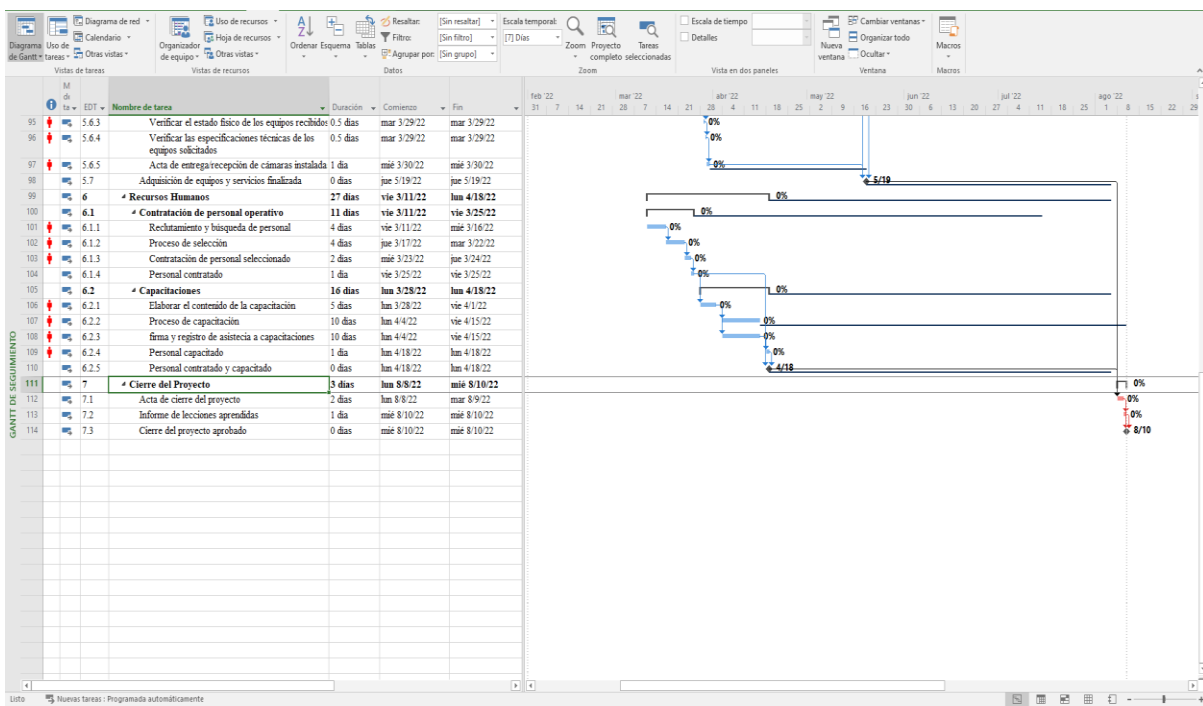 Diagrama de red Uso de recursos Resaltar: [Sin resaltar] Escala temporal: Escala de tiempo Cambiar ventanas
Calendario Hoja de recursos Filtro: [Sin filtro] [7] Días Detalles Organizar todo
Diagrama de Gantt Uso de tareas Otras vistas Organizador de equipo Otras vistas Ordenar Esquema Tablas Agrupar por: [Sin grupo] Zoom Proyecto completo Tareas seleccionadas Nueva ventana Ocultar Macros
Vistas de tareas Vistas de recursos Datos Zoom Vista en dos paneles Ventana Macros
EDT Nombre de tarea Duración Comienzo Fin
feb '22 mar '22 abr '22 may '22 jun '22 jul '22 ago '22
31 7 14 21 28 7 14 21 28 4 11 18 25 2 9 16 23 30 6 13 20 27 4 11 18 25 1 8 15 22 29
95 5.6.3 Verificar el estado físico de los equipos recibidos 0.5 días mar 3/29/22 mar 3/29/22 0%
96 5.6.4 Verificar las especificaciones técnicas de los equipos solicitados 0.5 días mar 3/29/22 mar 3/29/22 0%
97 5.6.5 Acta de entrega/recepción de cámaras instalada 1 día mié 3/30/22 mié 3/30/22 0%
98 5.7 Adquisición de equipos y servicios finalizada 0 días jue 5/19/22 jue 5/19/22 5/19
99 6 Recursos Humanos 27 días vie 3/11/22 lun 4/18/22 0%
100 6.1 Contratación de personal operativo 11 días vie 3/11/22 vie 3/25/22 0%
101 6.1.1 Reclutamiento y búsqueda de personal 4 días vie 3/11/22 mié 3/16/22 0%
102 6.1.2 Proceso de selección 4 días jue 3/17/22 mar 3/22/22 0%
103 6.1.3 Contratación de personal seleccionado 2 días mié 3/23/22 jue 3/24/22 0%
104 6.1.4 Personal contratado 1 día vie 3/25/22 vie 3/25/22 0%
105 6.2 Capacitaciones 16 días lun 3/28/22 lun 4/18/22 0%
106 6.2.1 Elaborar el contenido de la capacitación 5 días lun 3/28/22 vie 4/1/22 0%
107 6.2.2 Proceso de capacitación 10 días lun 4/4/22 vie 4/15/22 0%
108 6.2.3 firma y registro de asistecia a capacitaciones 10 días lun 4/4/22 vie 4/15/22 0%
109 6.2.4 Personal capacitado 1 día lun 4/18/22 lun 4/18/22 0%
110 6.2.5 Personal contratado y capacitado 0 días lun 4/18/22 lun 4/18/22 4/18
111 7 Cierre del Proyecto 3 días lun 8/8/22 mié 8/10/22 0%
112 7.1 Acta de cierre del proyecto 2 días lun 8/8/22 mar 8/9/22 0%
113 7.2 Informe de lecciones aprendidas 1 día mié 8/10/22 mié 8/10/22 0%
114 7.3 Cierre del proyecto aprobado 0 días mié 8/10/22 mié 8/10/22 8/10
GANTT DE SEGUIMIENTO
Listo Nuevas tareas : Programada automáticamente